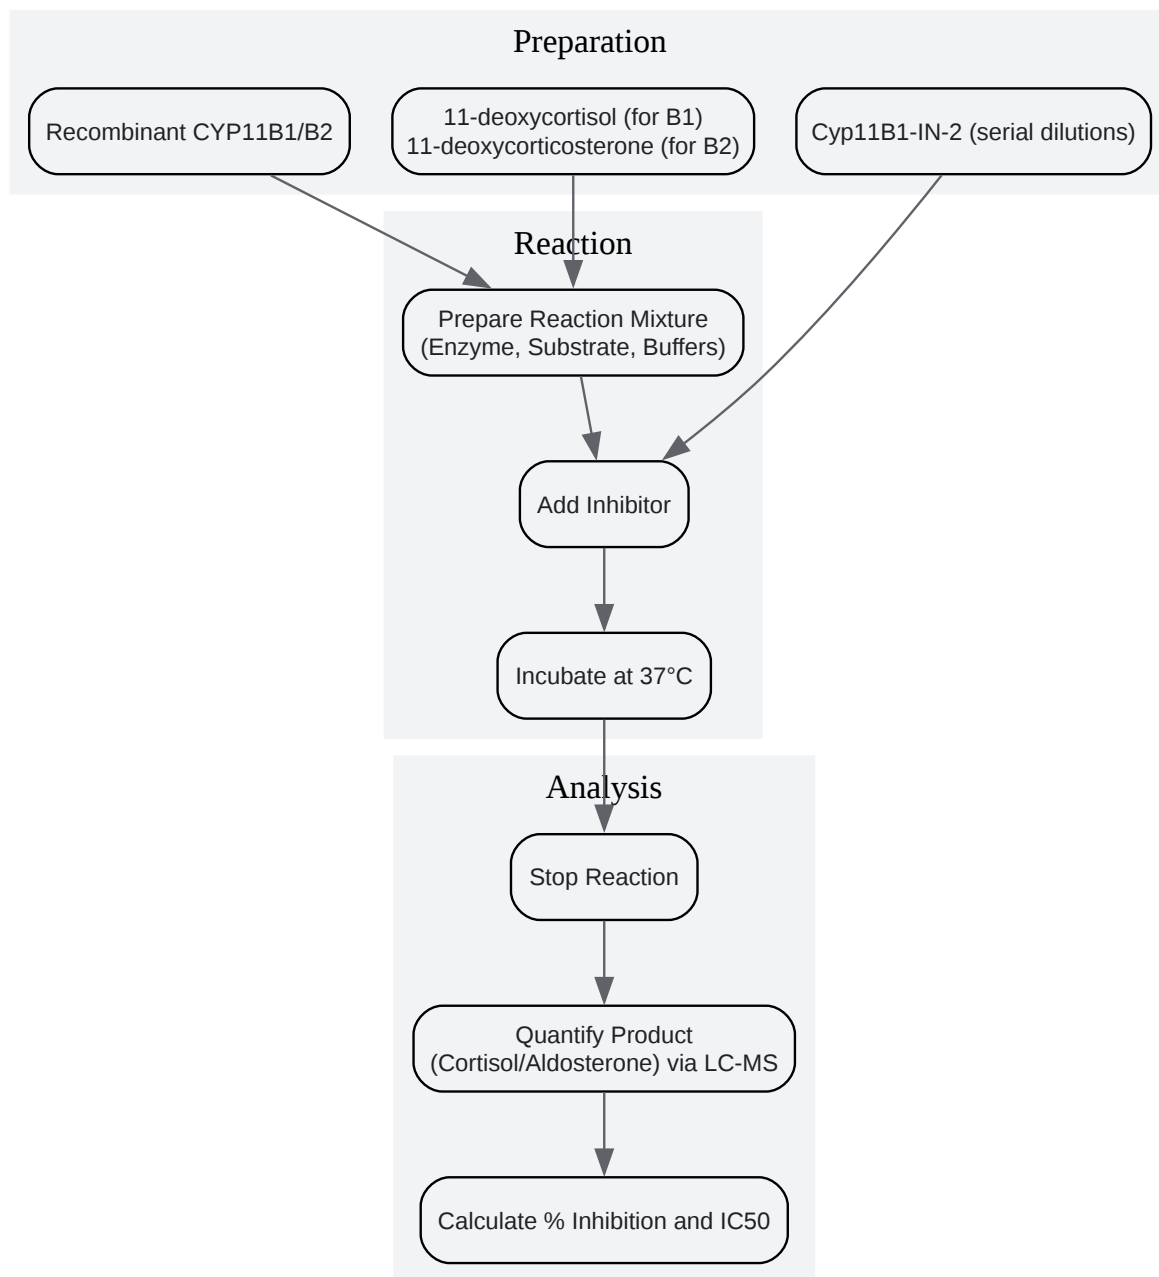 Preparation
Recombinant CYP11B1/B2
11-deoxycortisol (for B1)
11-deoxycorticosterone (for B2)
Cyp11B1-IN-2 (serial dilutions)
Reaction
Prepare Reaction Mixture
(Enzyme, Substrate, Buffers)
Add Inhibitor
Incubate at 37°C
Analysis
Stop Reaction
Quantify Product
(Cortisol/Aldosterone) via LC-MS
Calculate % Inhibition and IC50